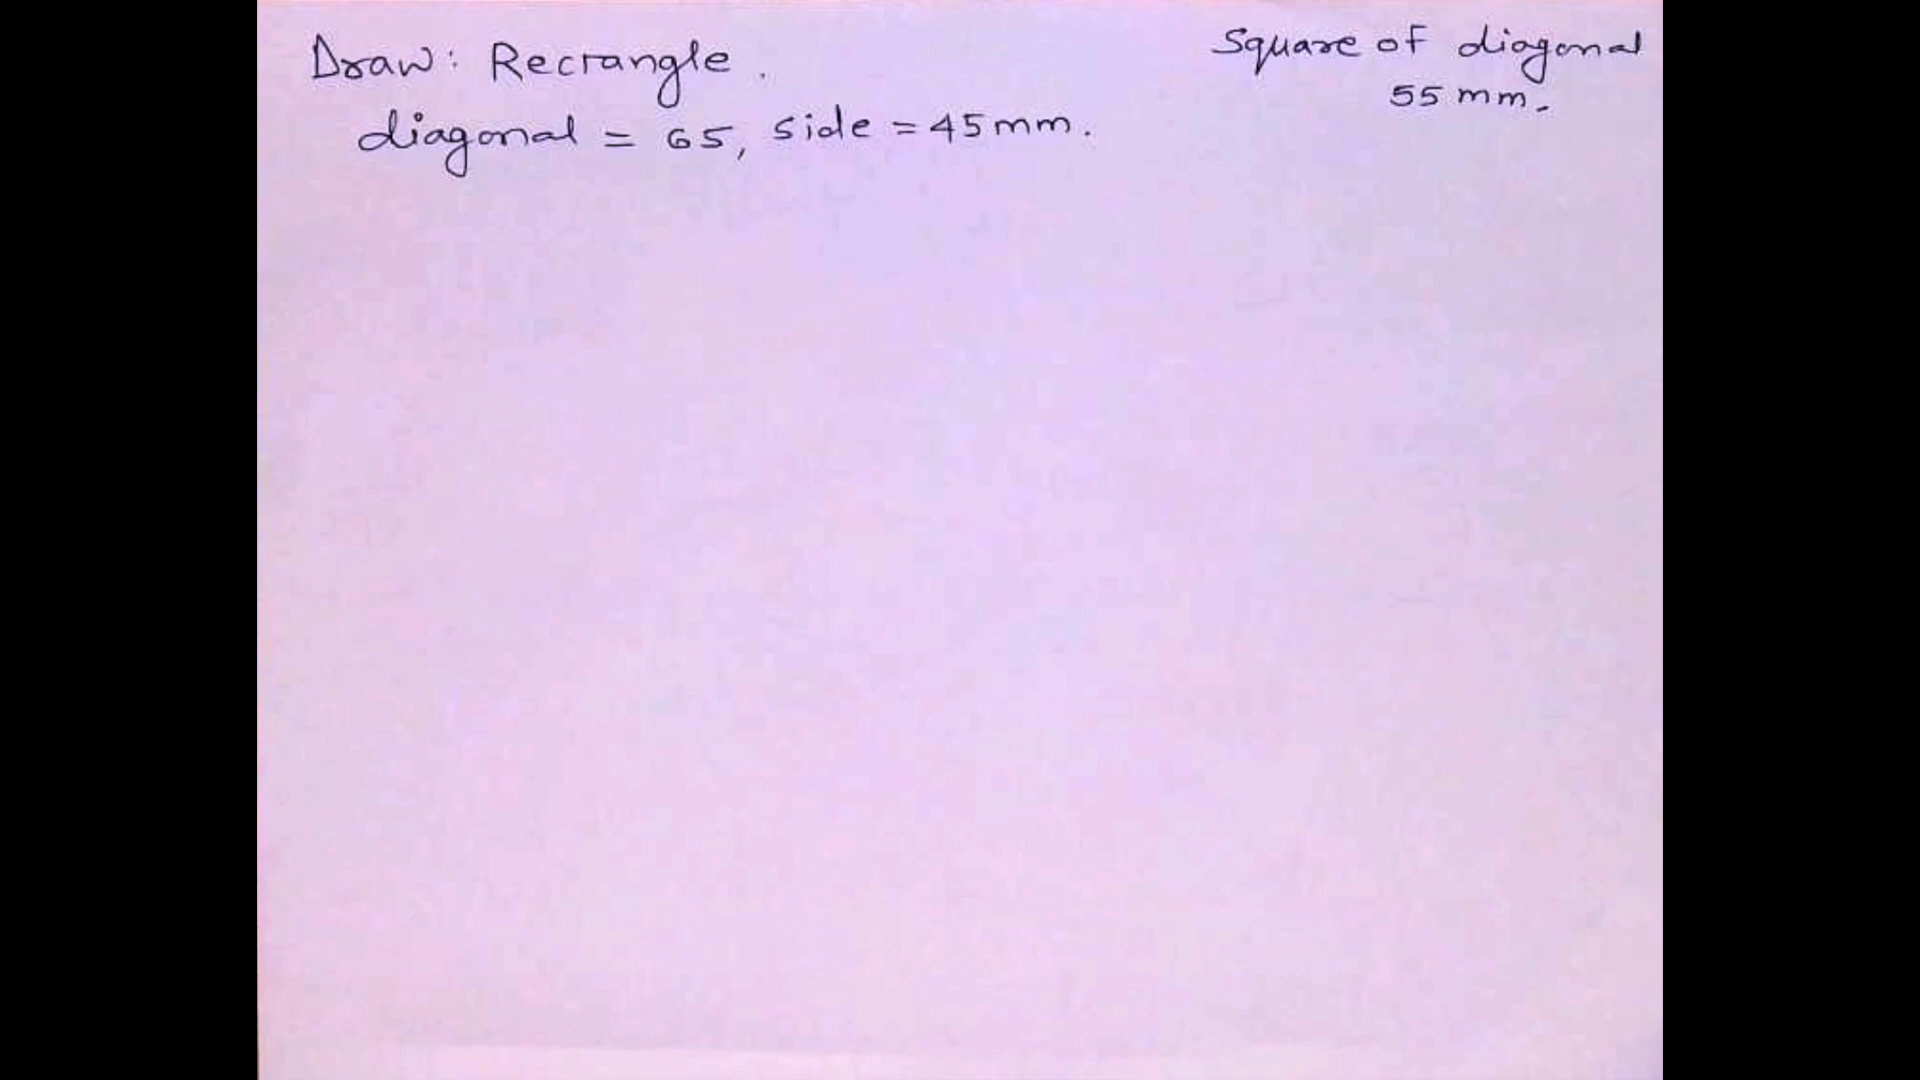 Draw: Rectangle.
diagonal = 65, side = 45mm.
Square of diagonal
55 mm.